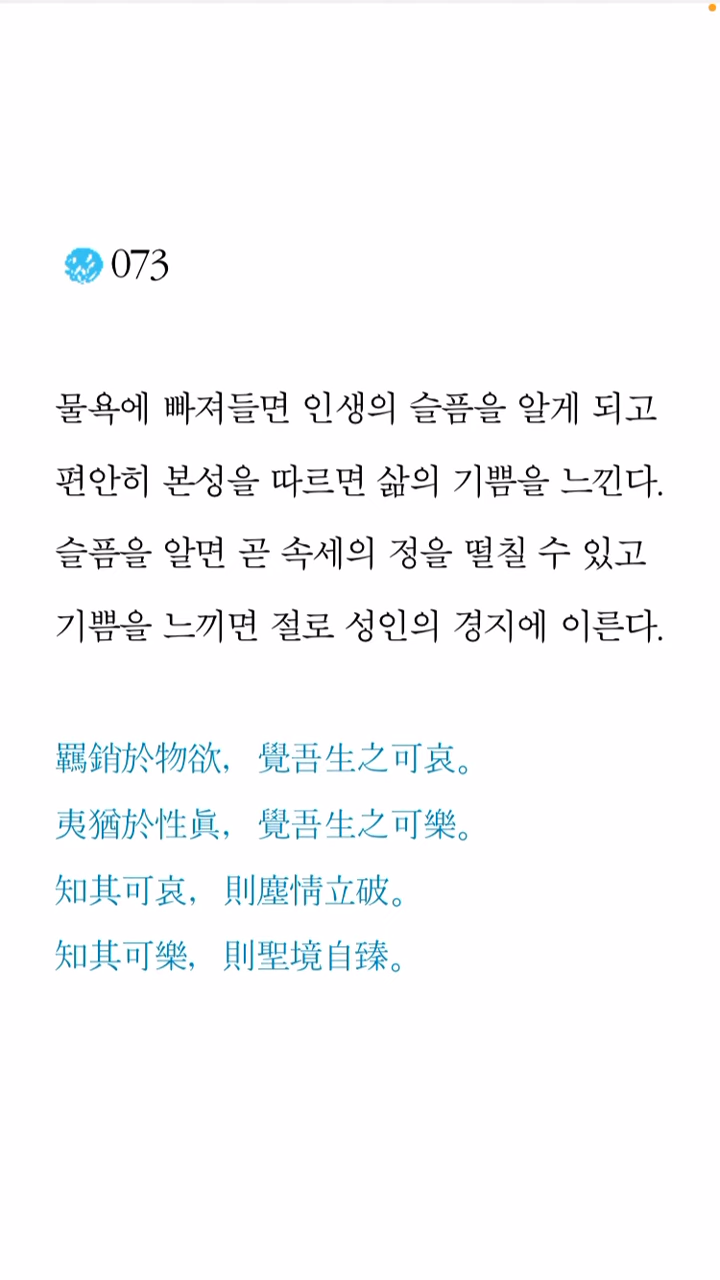 073
물욕에 빠져들면 인생의 슬픔을 알게 되고
편안히 본성을 따르면 삶의 기쁨을 느낀다.
슬픔을 알면 곧 속세의 정을 떨칠 수 있고
기쁨을 느끼면 절로 성인의 경지에 이른다.
羈銷於物欲，覺吾生之可哀。
夷猶於性眞，覺吾生之可樂。
知其可哀，則塵情立破。
知其可樂，則聖境自臻。